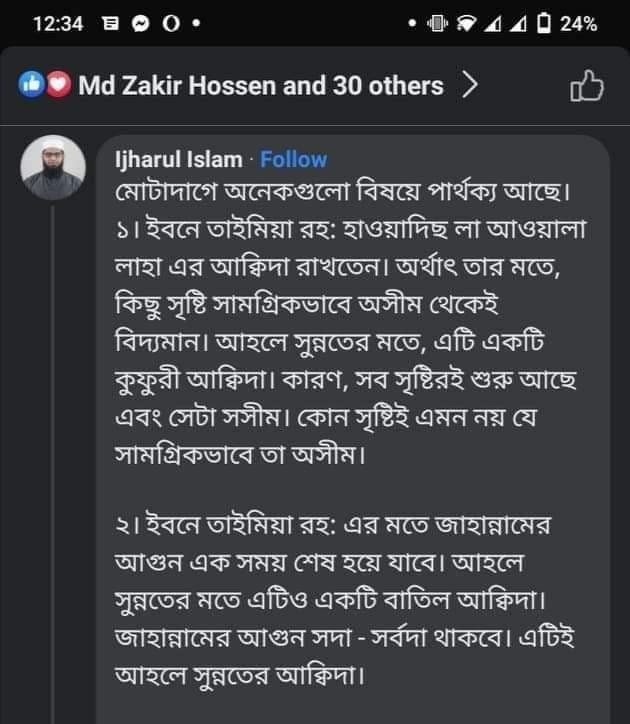 12:34
24%
Md Zakir Hossen and 30 others
Ijharul Islam · Follow
মোটাদাগে অনেকগুলো বিষয়ে পার্থক্য আছে।
১। ইবনে তাইমিয়া রহ: হাওয়াদিছ লা আওয়ালা
লাহা এর আক্বিদা রাখতেন। অর্থাৎ তার মতে,
কিছু সৃষ্টি সামগ্রিকভাবে অসীম থেকেই
বিদ্যমান। আহলে সুন্নতের মতে, এটি একটি
কুফুরী আক্বিদা। কারণ, সব সৃষ্টিরই শুরু আছে
এবং সেটা সসীম। কোন সৃষ্টিই এমন নয় যে
সামগ্রিকভাবে তা অসীম।
২। ইবনে তাইমিয়া রহ: এর মতে জাহান্নামের
আগুন এক সময় শেষ হয়ে যাবে। আহলে
সুন্নতের মতে এটিও একটি বাতিল আক্বিদা।
জাহান্নামের আগুন সদা - সর্বদা থাকবে। এটিই
আহলে সুন্নতের আক্বিদা।